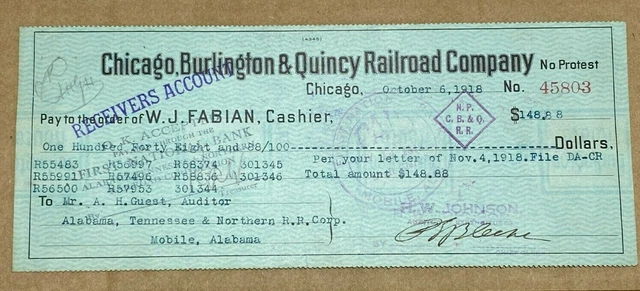 Chicago, Burlington & Quincy Railroad Company No Protest
Chicago, October 6, 1918 No. 45803
RECEIVERS ACCOUNT
Pay to the order of W. J. FABIAN, Cashier, $148.88
N.P.
C. B. & Q.
R.R.
One Hundred Forty Eight and 88/100 Dollars.
R55483 R56997 R58374 301345 Per your letter of Nov.4,1918.File DA-CR
R55991 R57496 R58836 301346 Total amount $148.88
R56500 R57953 301344
To Mr. A. H. Guest, Auditor
H. W. JOHNSON
Alabama, Tennessee & Northern R.R. Corp.
Mobile, Alabama